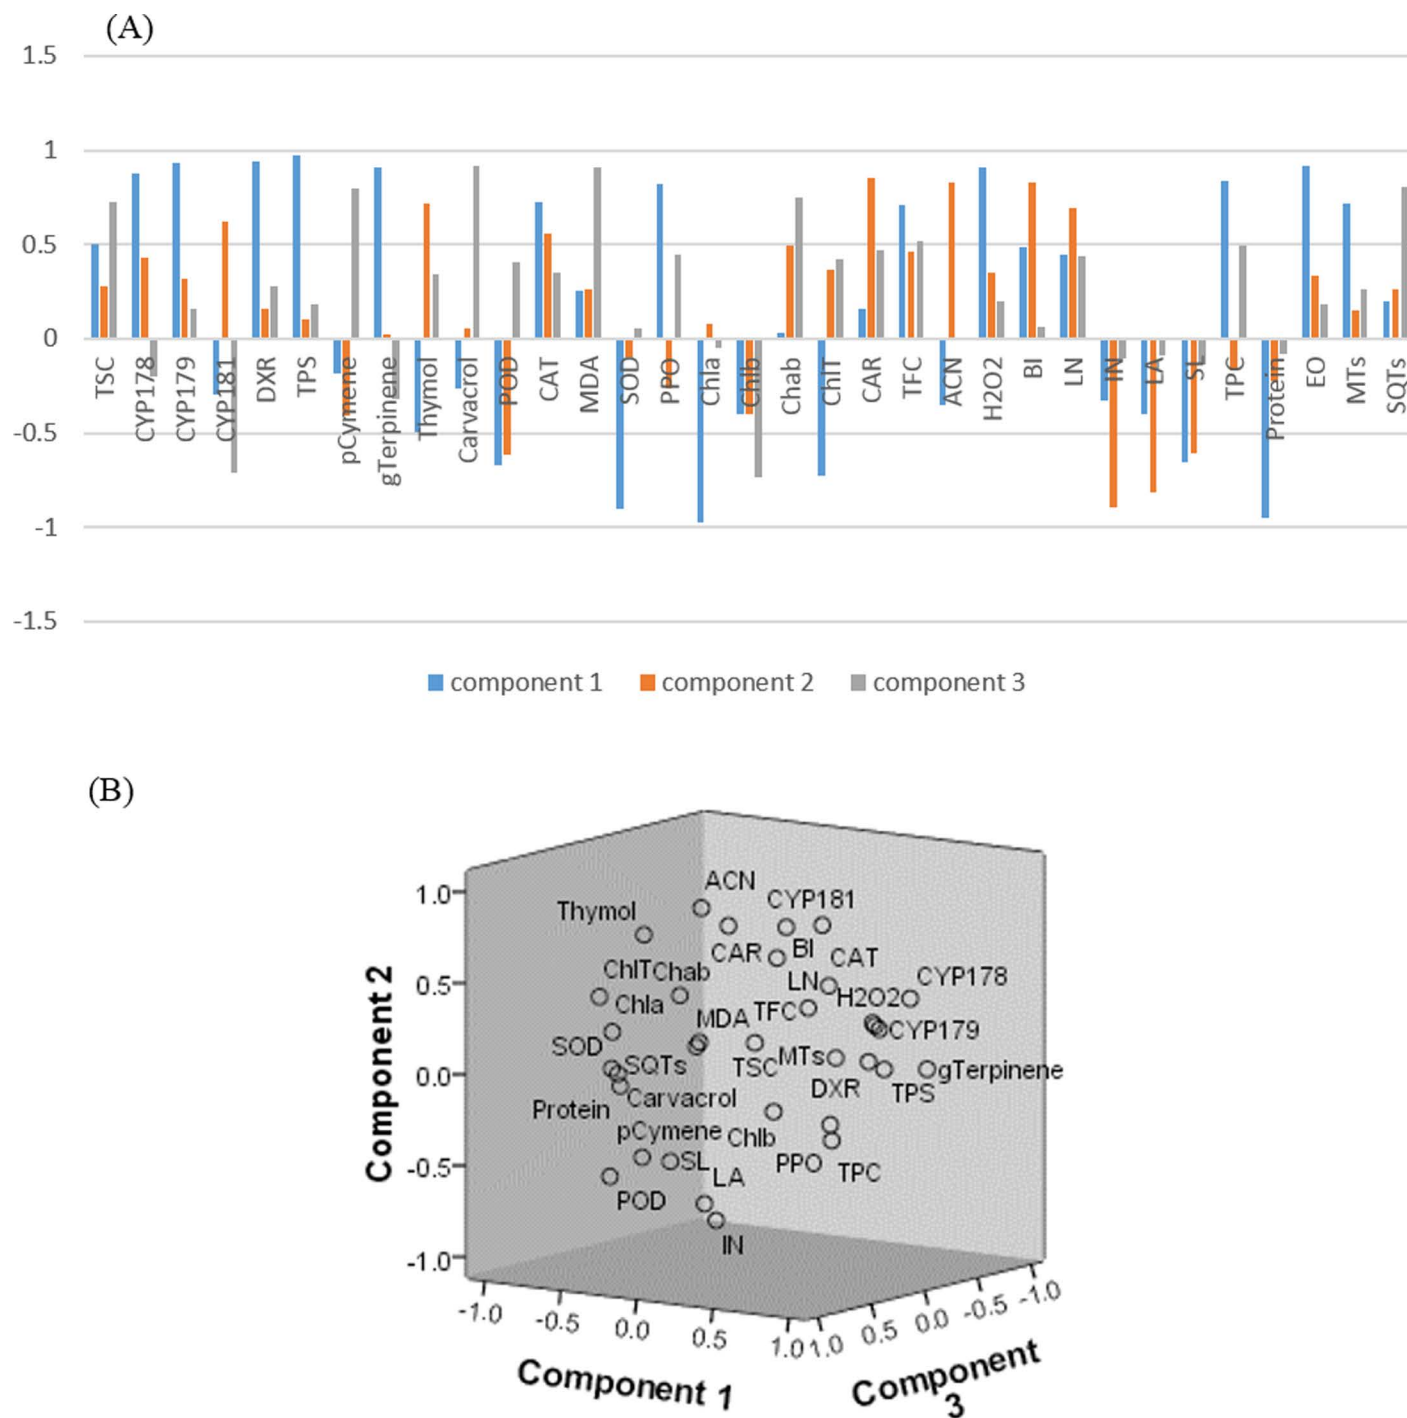 (A)
1.5
1
0.5
0
-0.5
-1
-1.5
TSC
CYP178
CYP179
CYP181
DXR
TPS
pCymene
gTerpinene
Thymol
Carvacrol
POD
CAT
MDA
SOD
PPO
Chla
Chlb
Chab
ChlT
CAR
TFC
ACN
H2O2
BI
LN
IN
LA
SL
TPC
Protein
EO
MTs
SQTs
component 1 component 2 component 3
(B)
Component 2
1.0
0.5
0.0
-0.5
-1.0
ACN
CYP181
Thymol
CAR
BI
CAT
ChlT
Chab
LN
H2O2
CYP178
Chla
MDA
TFC
CYP179
SOD
SQTs
TSC
MTs
gTerpinene
DXR
TPS
Carvacrol
Protein
pCymene
Chlb
SL
LA
PPO
TPC
POD
IN
-1.0 -0.5 0.0 0.5 1.0
1.0 0.5 0.0 -0.5 -1.0
Component 1
Component
3